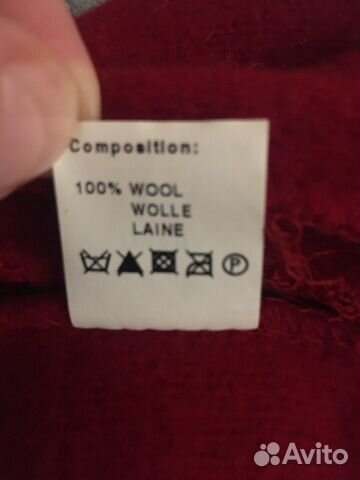 Composition:
100% WOOL
WOLLE
LAINE
P
Avito